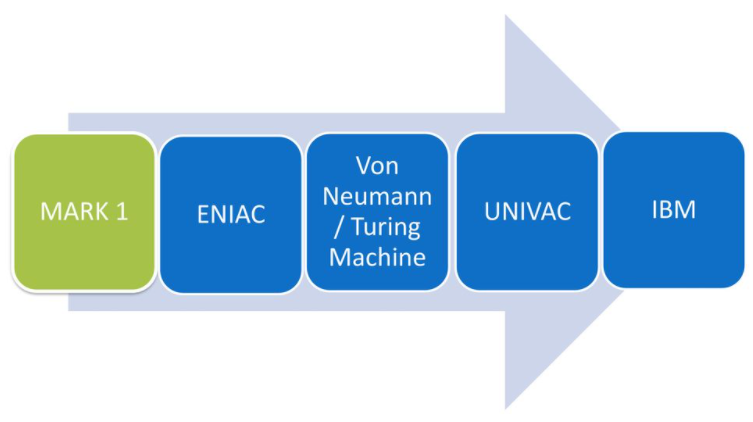 MARK 1
ENIAC
Von
Neumann
/ Turing
Machine
UNIVAC
IBM